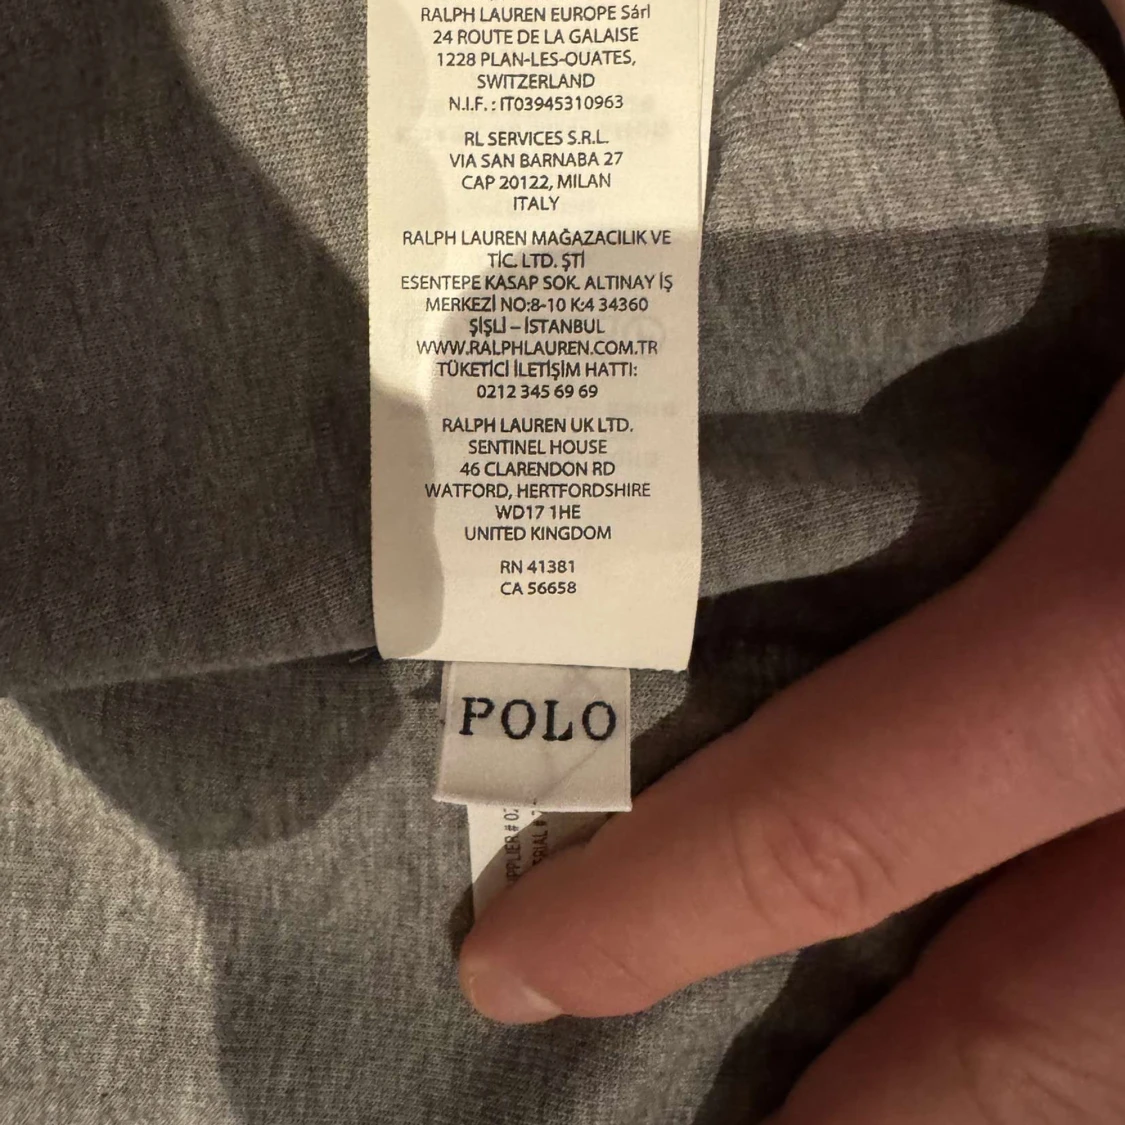 RALPH LAUREN EUROPE Sárl
24 ROUTE DE LA GALAISE
1228 PLAN-LES-OUATES,
SWITZERLAND
N.I.F. : IT03945310963
RL SERVICES S.R.L.
VIA SAN BARNABA 27
CAP 20122, MILAN
ITALY
RALPH LAUREN MAĞAZACILIK VE
TİC. LTD. ŞTİ
ESENTEPE KASAP SOK. ALTINAY İŞ
MERKEZİ NO:8-10 K:4 34360
ŞİŞLİ – İSTANBUL
WWW.RALPHLAUREN.COM.TR
TÜKETİCİ İLETİŞİM HATTI:
0212 345 69 69
RALPH LAUREN UK LTD.
SENTINEL HOUSE
46 CLARENDON RD
WATFORD, HERTFORDSHIRE
WD17 1HE
UNITED KINGDOM
RN 41381
CA 56658
POLO